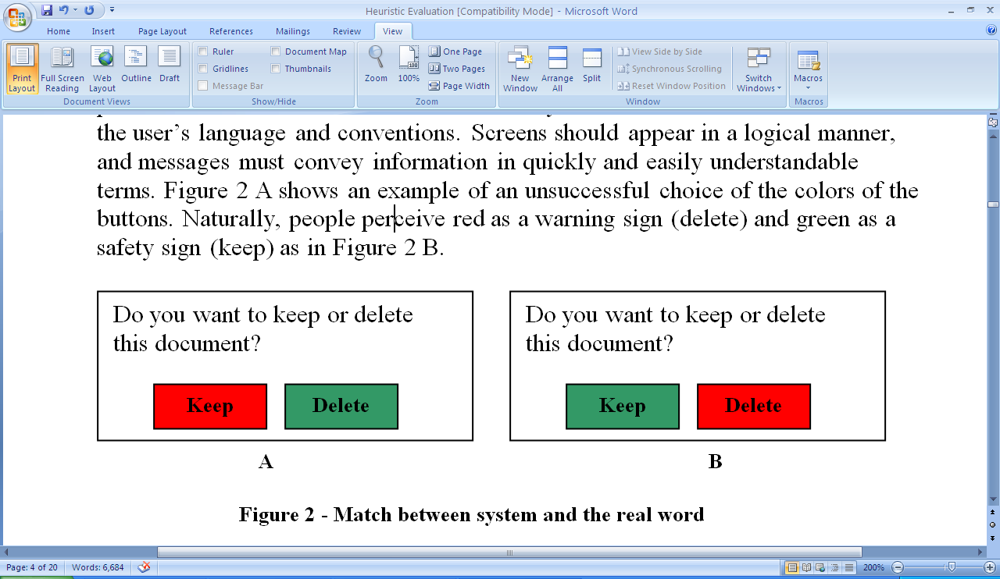 Heuristic Evaluation [Compatibility Mode] - Microsoft Word
Home Insert Page Layout References Mailings Review View
Print Layout
Full Screen Reading
Web Layout
Outline
Draft
Document Views
Ruler
Gridlines
Message Bar
Document Map
Thumbnails
Show/Hide
Zoom
100%
One Page
Two Pages
Page Width
Zoom
New Window
Arrange All
Split
View Side by Side
Synchronous Scrolling
Reset Window Position
Switch Windows
Window
Macros
Macros
the user's language and conventions. Screens should appear in a logical manner,
and messages must convey information in quickly and easily understandable
terms. Figure 2 A shows an example of an unsuccessful choice of the colors of the
buttons. Naturally, people perceive red as a warning sign (delete) and green as a
safety sign (keep) as in Figure 2 B.
Do you want to keep or delete
this document?
Keep Delete
A
Do you want to keep or delete
this document?
Keep Delete
B
Figure 2 - Match between system and the real word
Page: 4 of 20 Words: 6,684 200%